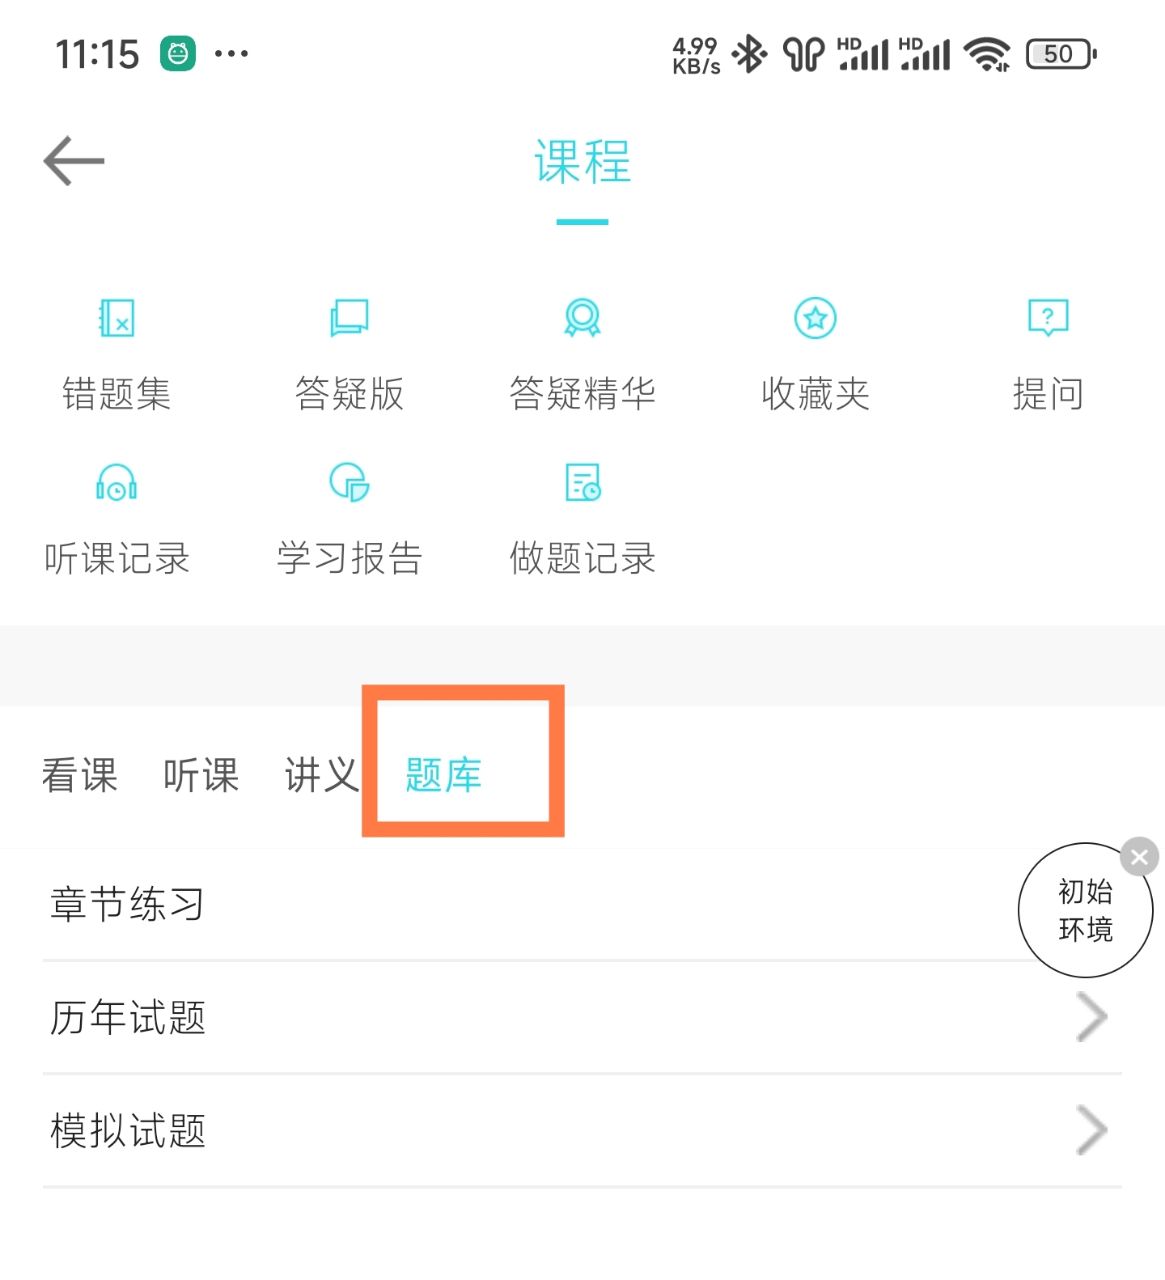 11:15 ··· 4.99 KB/s HD HD 50
课程
错题集 答疑版 答疑精华 收藏夹 提问
听课记录 学习报告 做题记录
看课 听课 讲义 题库
章节练习
初始
环境
历年试题
模拟试题